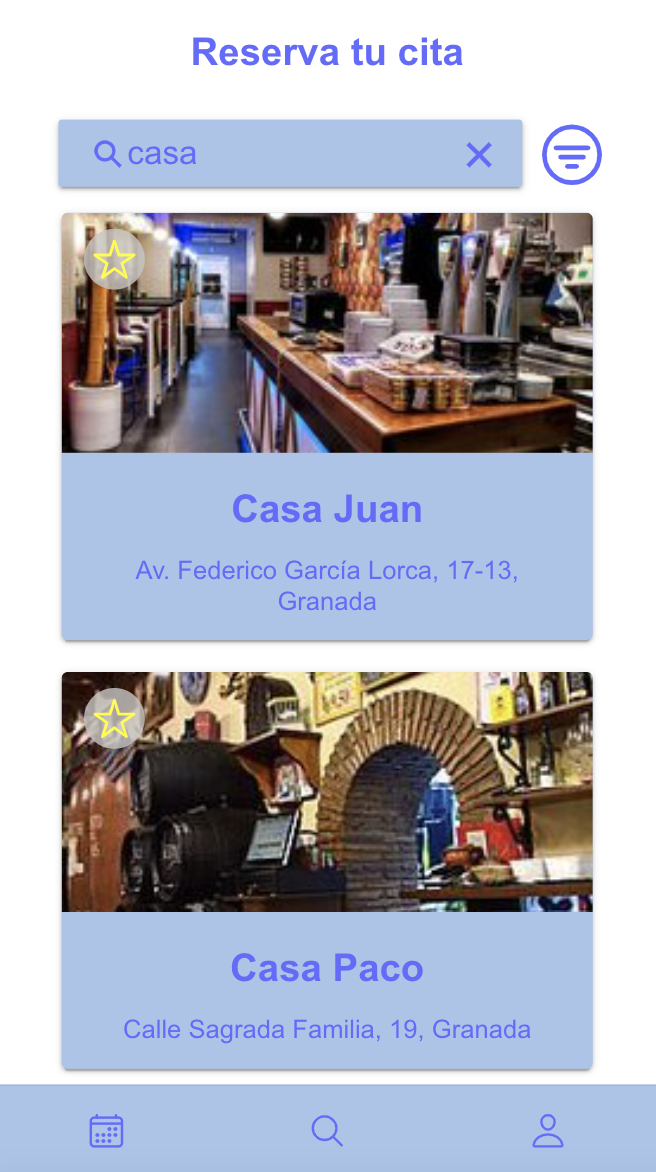 Reserva tu cita
casa
Casa Juan
Av. Federico García Lorca, 17-13,
Granada
Casa Paco
Calle Sagrada Familia, 19, Granada